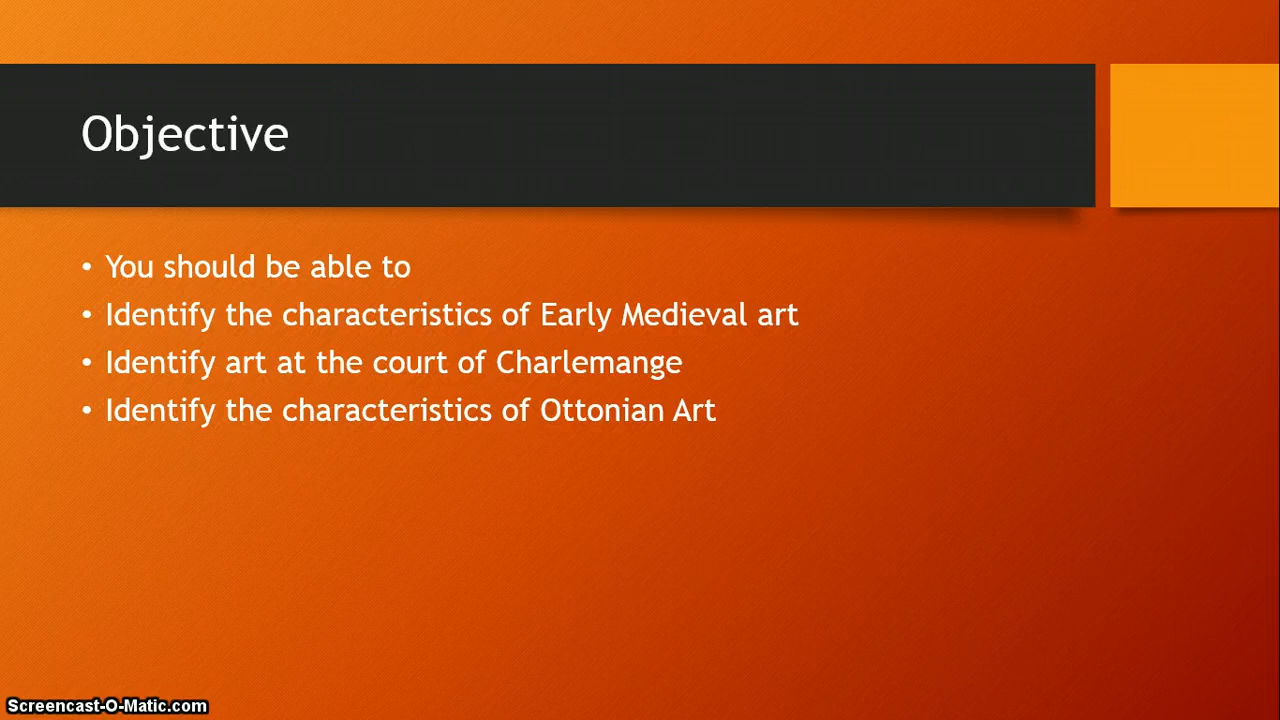 Objective
• You should be able to
• Identify the characteristics of Early Medieval art
• Identify art at the court of Charlemange
• Identify the characteristics of Ottonian Art
Screencast-O-Matic.com